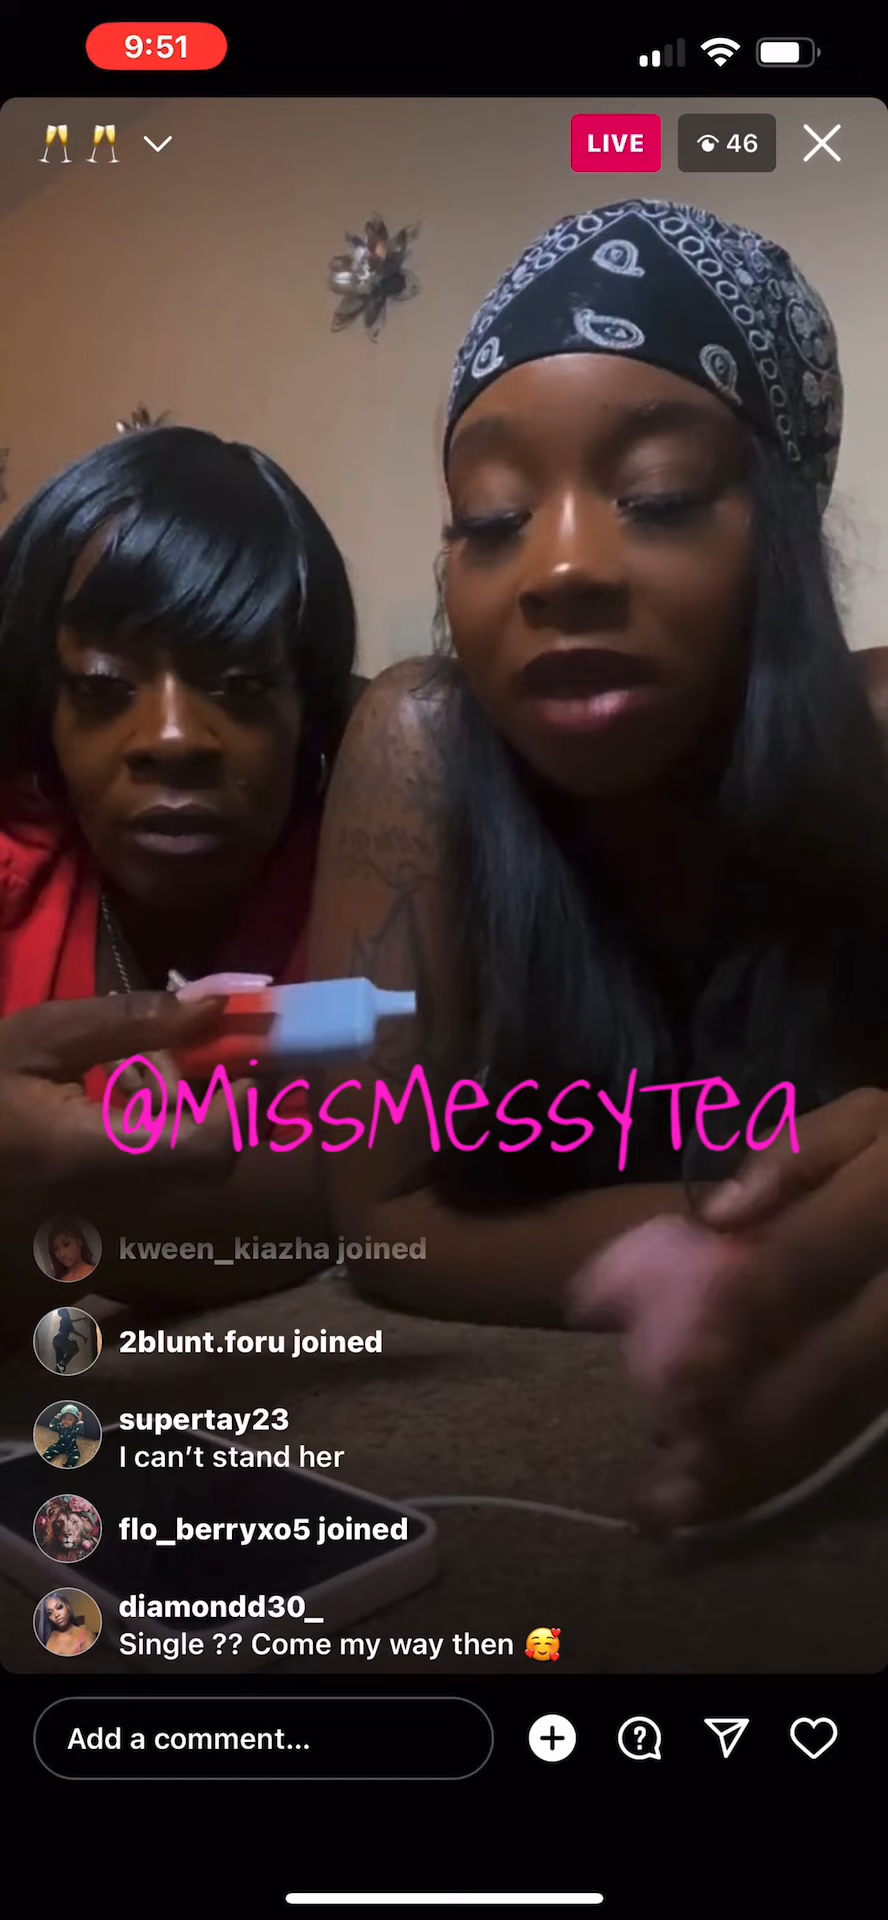 9:51
🥂 🥂
LIVE
46
@MissMessyTea
kween_kiazha joined
2blunt.foru joined
supertay23
I can't stand her
flo_berryxo5 joined
diamondd30_
Single ?? Come my way then 🥰
Add a comment...